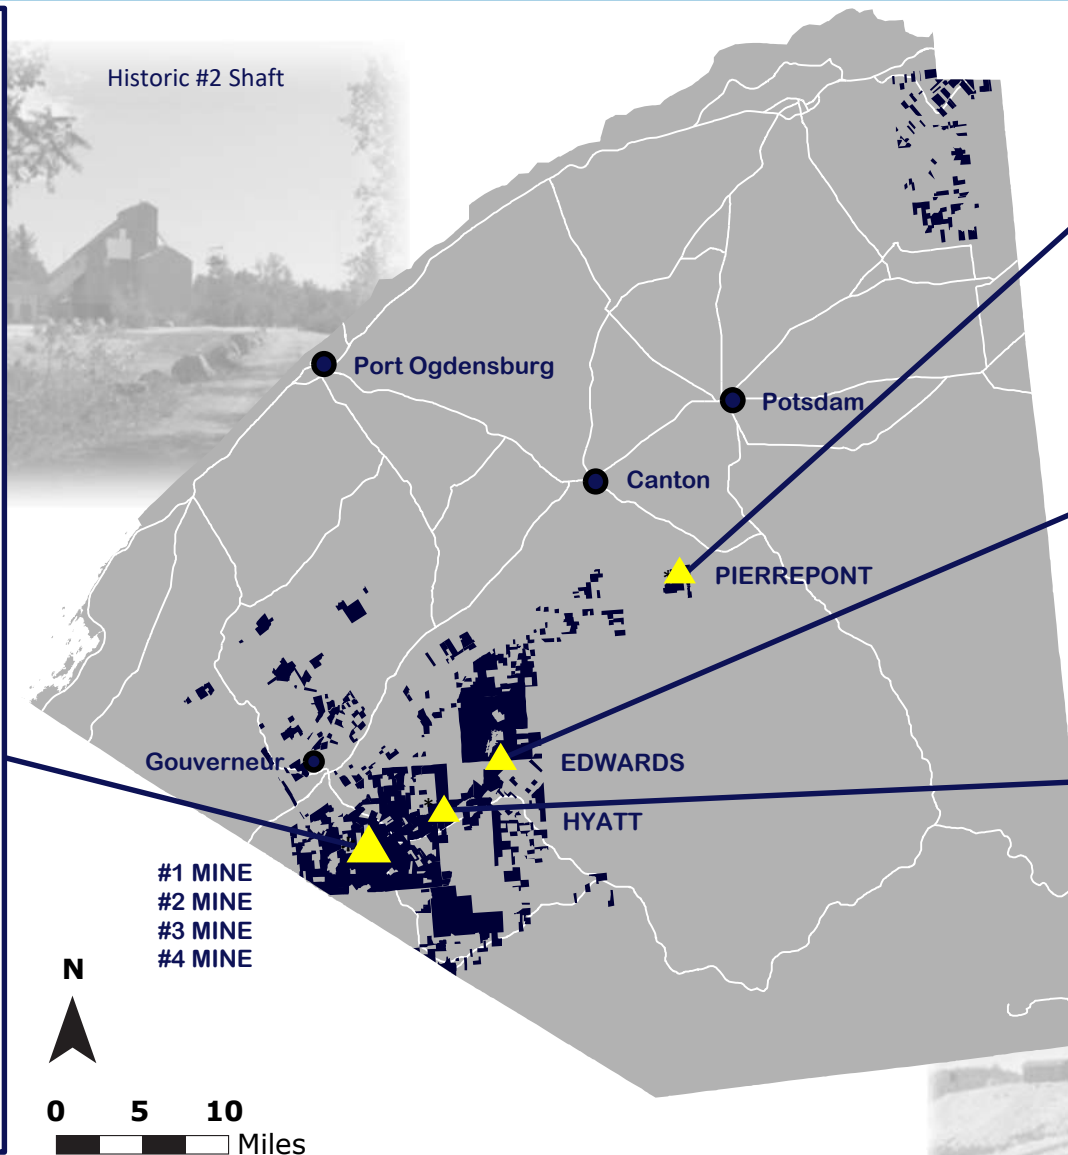 Historic #2 Shaft
Port Ogdensburg
Potsdam
Canton
PIERREPONT
Gouverneur
EDWARDS
*
HYATT
#1 MINE
#2 MINE
#3 MINE
#4 MINE
N
0 5 10
Miles